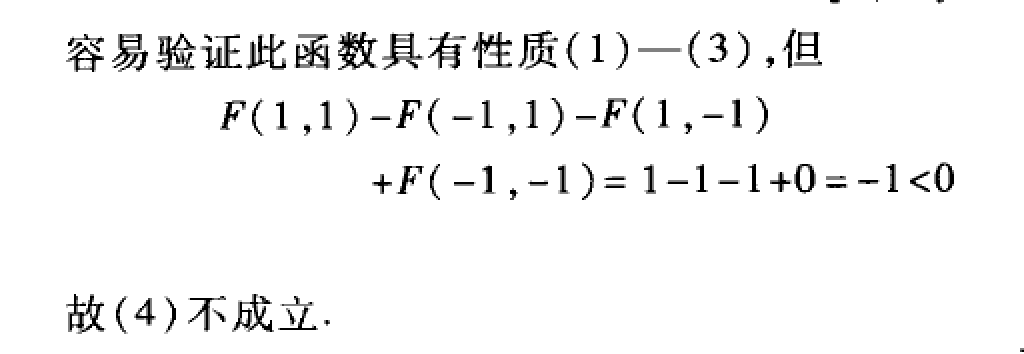 容易验证此函数具有性质(1)—(3),但
F(1,1)-F(-1,1)-F(1,-1)
+F(-1,-1)=1-1-1+0=-1<0
故(4)不成立.